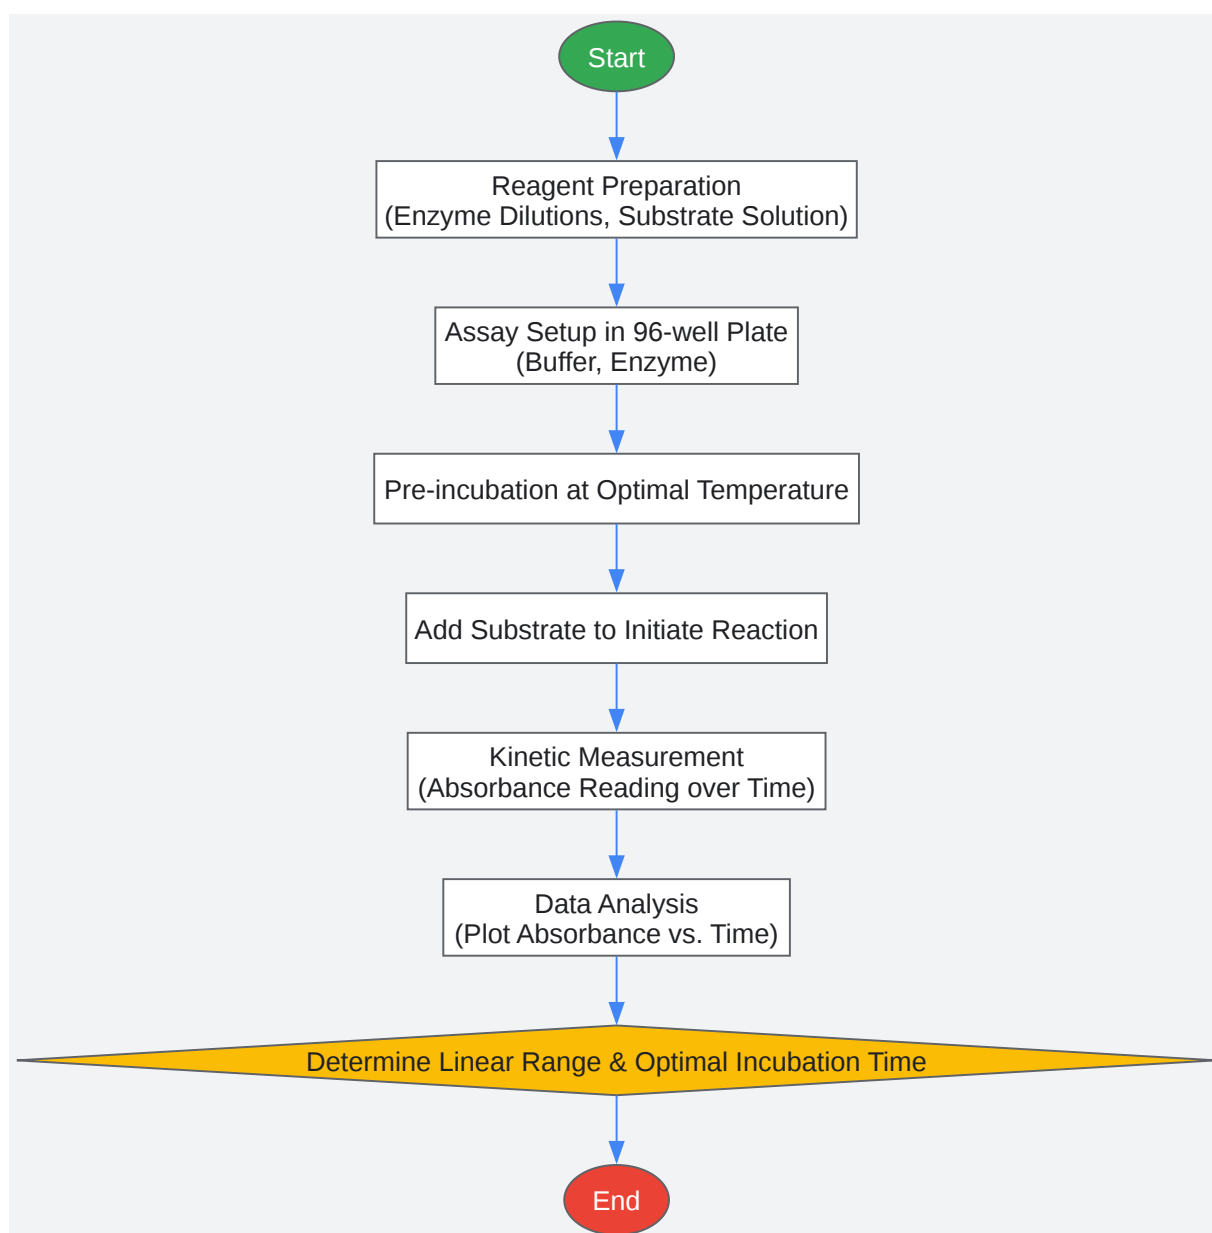 Start
Reagent Preparation
(Enzyme Dilutions, Substrate Solution)
Assay Setup in 96-well Plate
(Buffer, Enzyme)
Pre-incubation at Optimal Temperature
Add Substrate to Initiate Reaction
Kinetic Measurement
(Absorbance Reading over Time)
Data Analysis
(Plot Absorbance vs. Time)
Determine Linear Range & Optimal Incubation Time
End